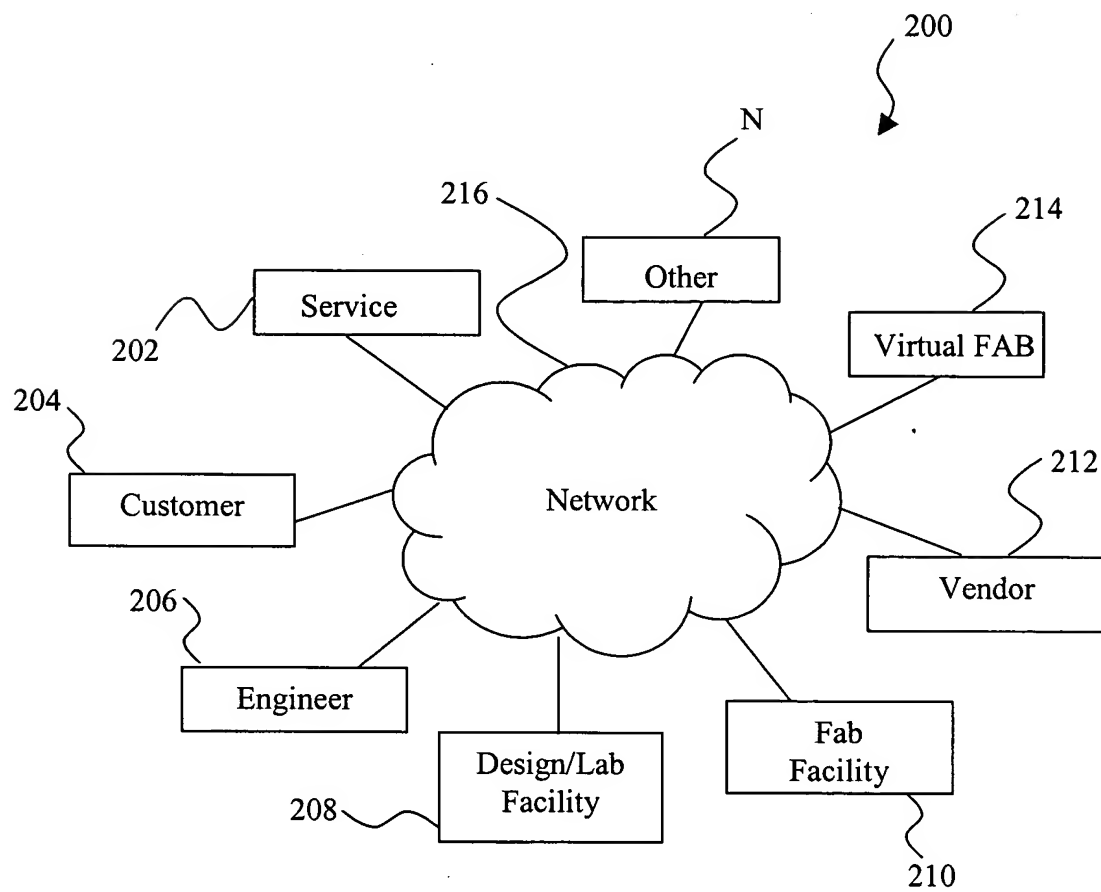 200
N
216
214
Other
Service
Virtual FAB
202
204
212
Customer
Network
Vendor
206
Engineer
Fab
Facility
Design/Lab
Facility
208
210